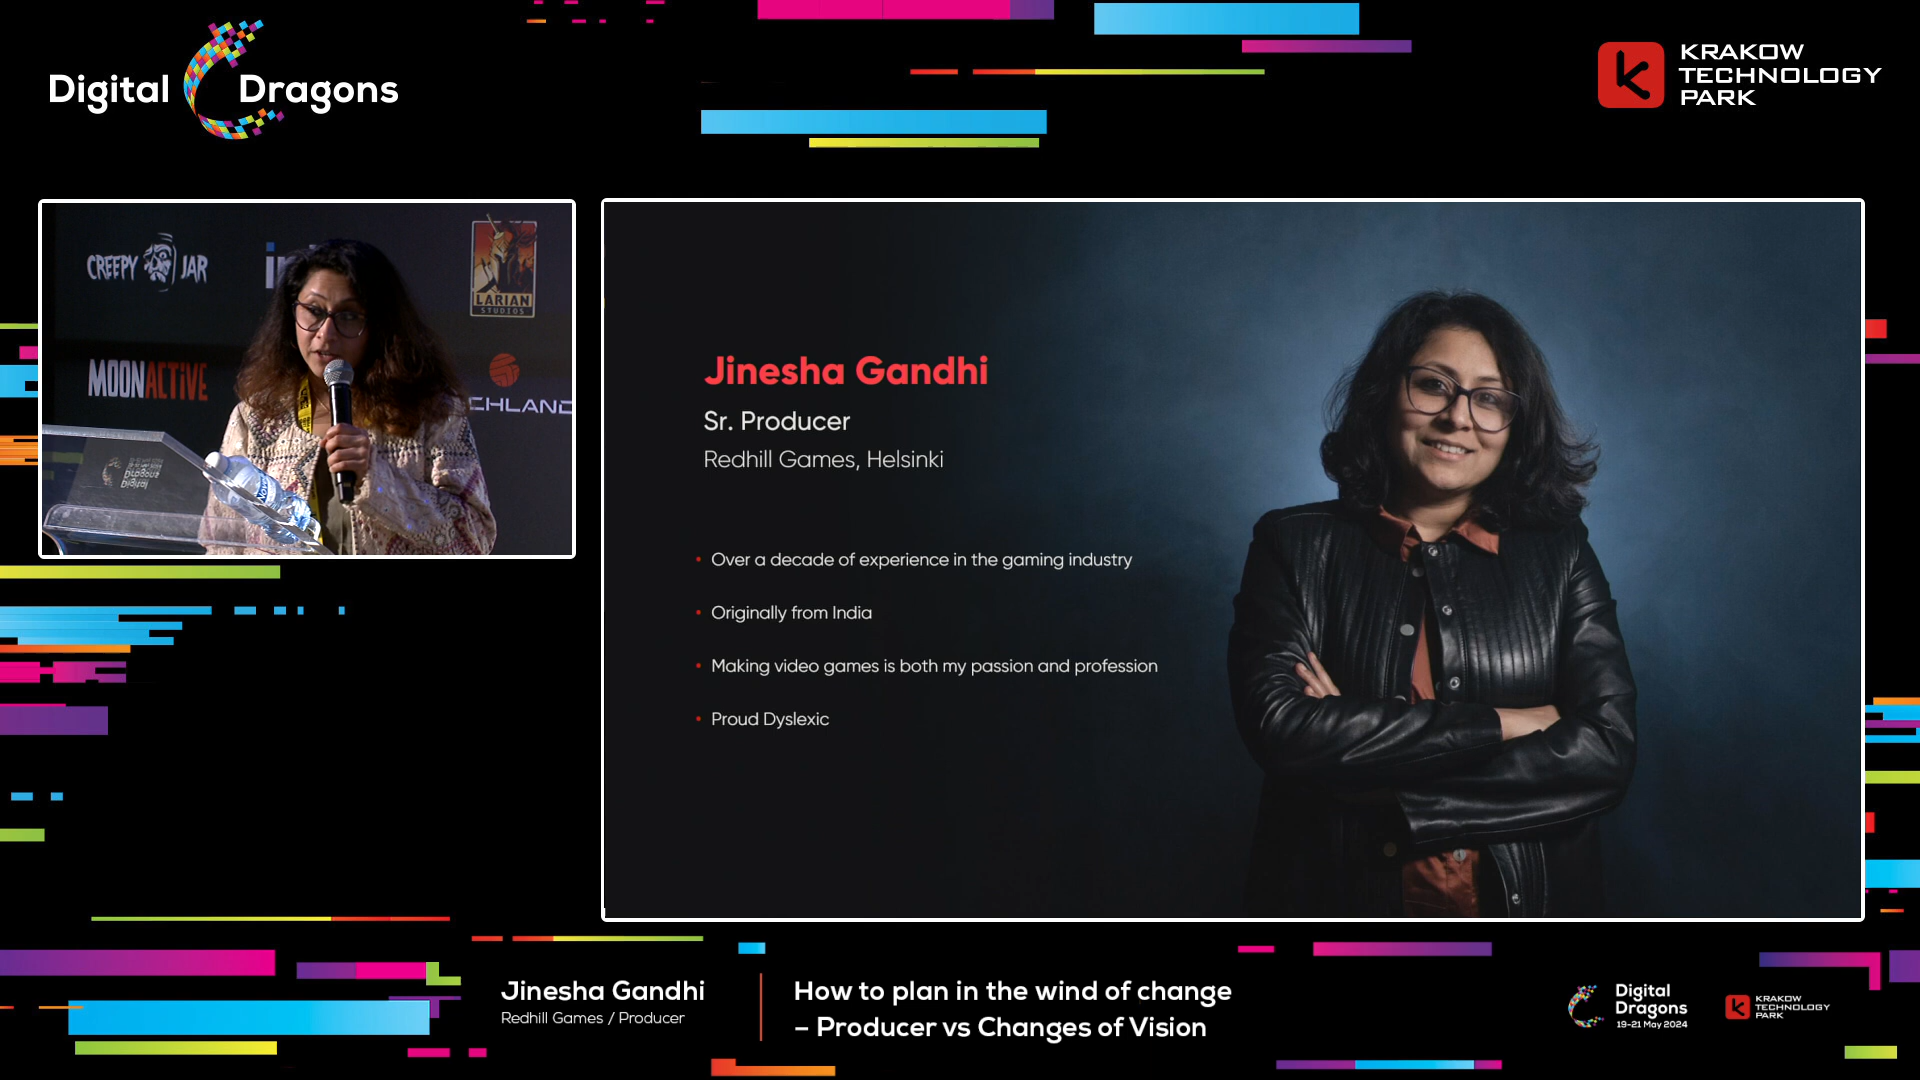 Digital Dragons
KRAKOW
TECHNOLOGY
PARK
CREEPY JAR
LARIAN
STUDIOS
MOONACTIVE
CHLAND
Jinesha Gandhi
Sr. Producer
Redhill Games, Helsinki
• Over a decade of experience in the gaming industry
• Originally from India
• Making video games is both my passion and profession
• Proud Dyslexic
Jinesha Gandhi
Redhill Games / Producer
How to plan in the wind of change
– Producer vs Changes of Vision
Digital
Dragons
19-21 May 2024
KRAKOW
TECHNOLOGY
PARK